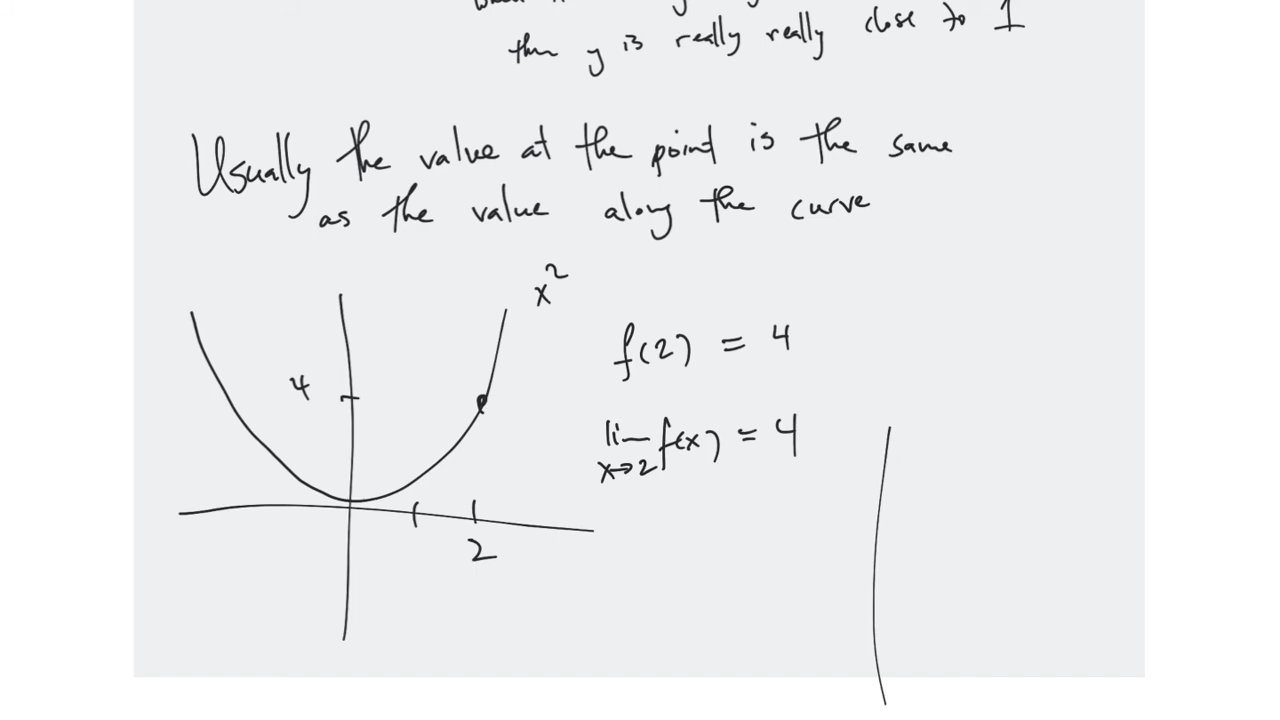 then y is really really close to 1
Usually the value at the point is the same
as the value along the curve
x²
f(2) = 4
4
lim f(x) = 4
x→2
2